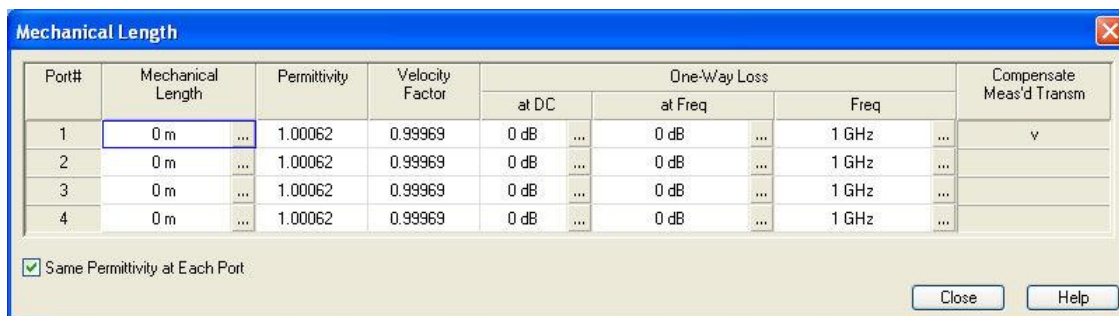 Mechanical Length
Port# Mechanical Length Permittivity Velocity Factor One-Way Loss Compensate Meas'd Transm
at DC at Freq Freq
1 0 m ... 1.00062 0.99969 0 dB ... 0 dB ... 1 GHz ... v
2 0 m ... 1.00062 0.99969 0 dB ... 0 dB ... 1 GHz ...
3 0 m ... 1.00062 0.99969 0 dB ... 0 dB ... 1 GHz ...
4 0 m ... 1.00062 0.99969 0 dB ... 0 dB ... 1 GHz ...
Same Permittivity at Each Port
Close Help